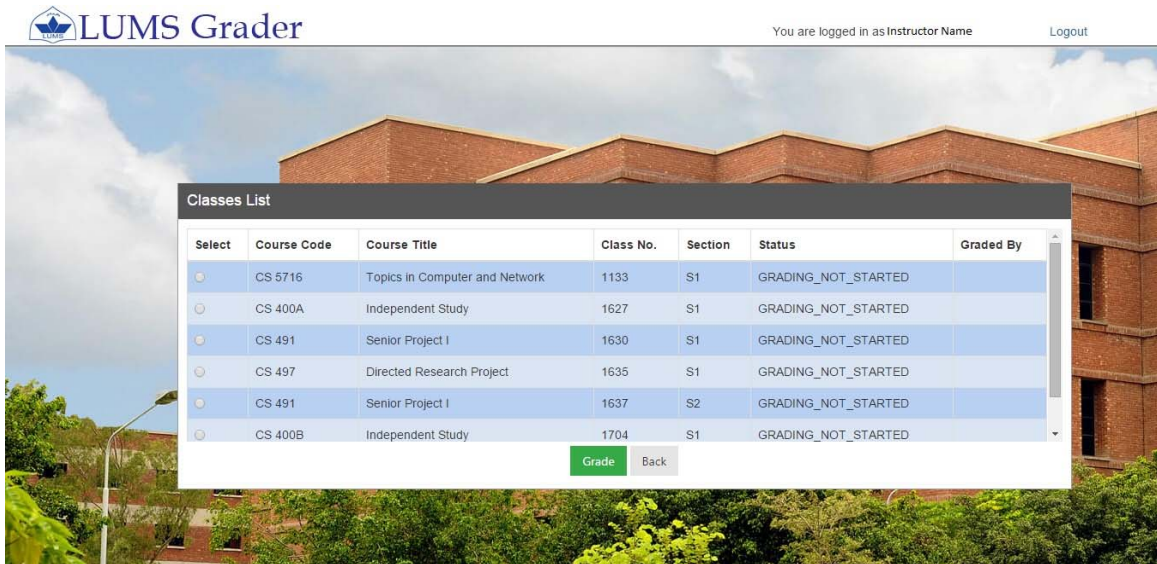 LUMS LUMS Grader
You are logged in as Instructor Name Logout
Classes List
Select Course Code Course Title Class No. Section Status Graded By
CS 5716 Topics in Computer and Network 1133 S1 GRADING_NOT_STARTED
CS 400A Independent Study 1627 S1 GRADING_NOT_STARTED
CS 491 Senior Project I 1630 S1 GRADING_NOT_STARTED
CS 497 Directed Research Project 1635 S1 GRADING_NOT_STARTED
CS 491 Senior Project I 1637 S2 GRADING_NOT_STARTED
CS 400B Independent Study 1704 S1 GRADING_NOT_STARTED
Grade Back